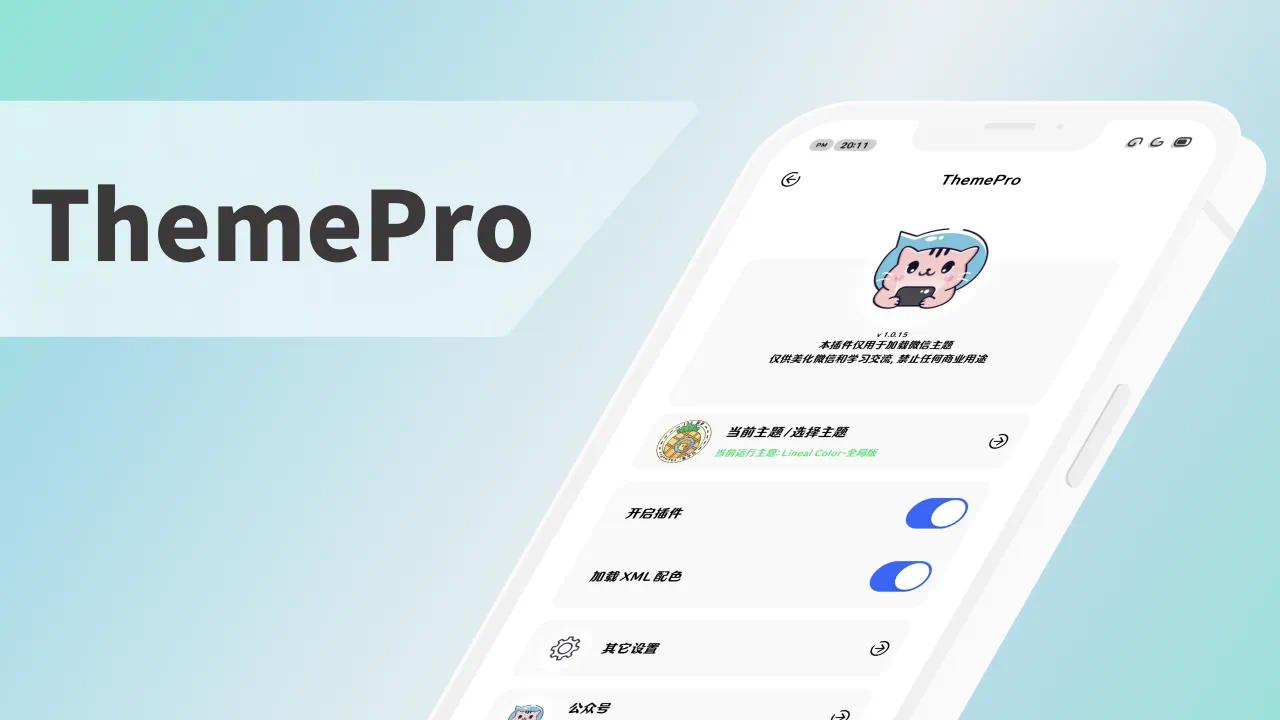 ThemePro
PM 20:11
ThemePro
v 1.0.15
本插件仅用于加载微信主题
仅供美化微信和学习交流, 禁止任何商业用途
当前主题 / 选择主题
当前运行主题: Lineal Color-全局版
开启插件
加载 XML 配色
其它设置
公众号